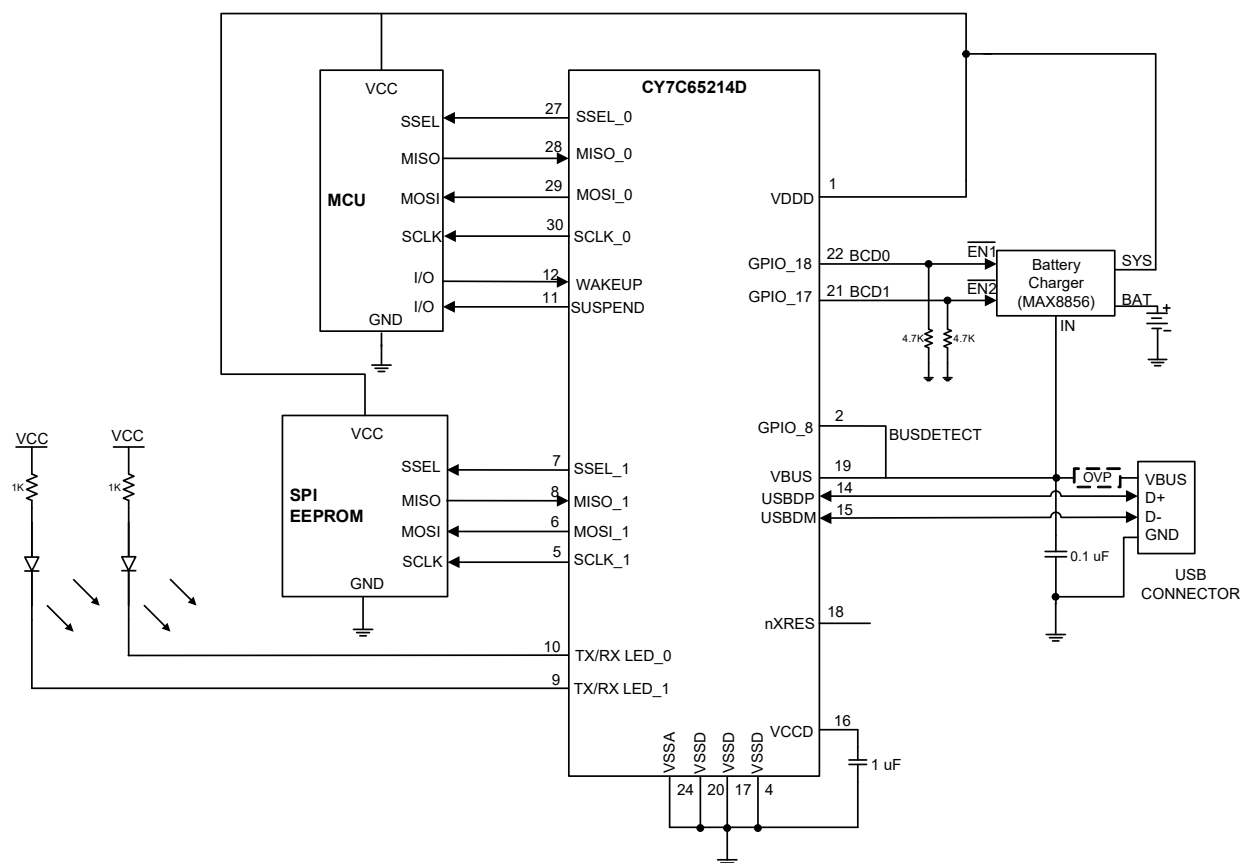 CY7C65214D
VCC
SSEL
MISO
MCU
MOSI
SCLK
I/O
I/O
GND
27
SSEL_0
28
MISO_0
29
MOSI_0
30
SCLK_0
12
WAKEUP
11
SUSPEND
1
VDDD
22
BCD0
GPIO_18
21
BCD1
GPIO_17
EN1
EN2
Battery
Charger
(MAX8856)
SYS
BAT
+
-
IN
4.7K
4.7K
2
GPIO_8
BUSDETECT
19
VBUS
14
USBDP
15
USBDM
OVP
VBUS
D+
D-
GND
USB
CONNECTOR
0.1 uF
18
nXRES
16
VCCD
1 uF
VCC
VCC
1K
1K
VCC
SSEL
SPI
EEPROM
MISO
MOSI
SCLK
GND
7
SSEL_1
8
MISO_1
6
MOSI_1
5
SCLK_1
10
TX/RX LED_0
9
TX/RX LED_1
VSSA
VSSD
VSSD
VSSD
24
20
17
4